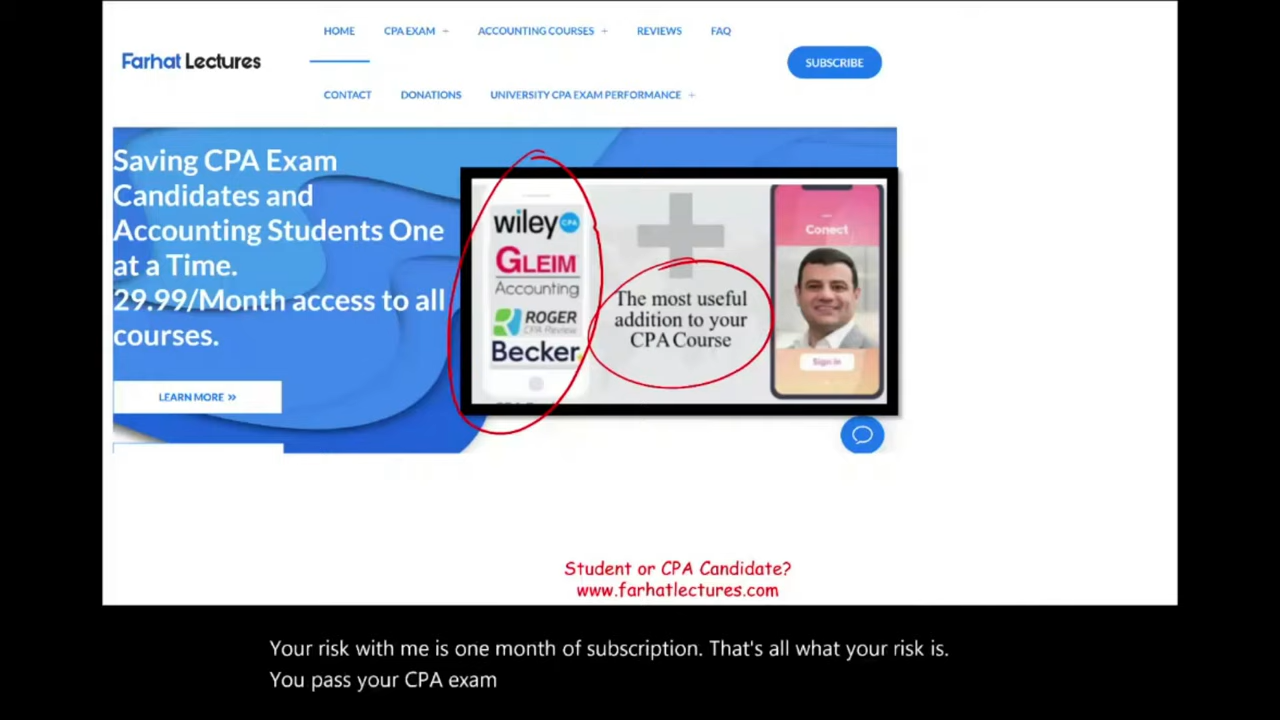 HOME
CPA EXAM +
ACCOUNTING COURSES +
REVIEWS
FAQ
Farhat Lectures
SUBSCRIBE
CONTACT
DONATIONS
UNIVERSITY CPA EXAM PERFORMANCE +
Saving CPA Exam
Candidates and
Accounting Students One
at a Time.
29.99/Month access to all
courses.
LEARN MORE »
wiley CPA
GLEIM
Accounting
ROGER
CPA Review
Becker.
The most useful
addition to your
CPA Course
Conect
Sign in
Student or CPA Candidate?
www.farhatlectures.com
Your risk with me is one month of subscription. That's all what your risk is.
You pass your CPA exam